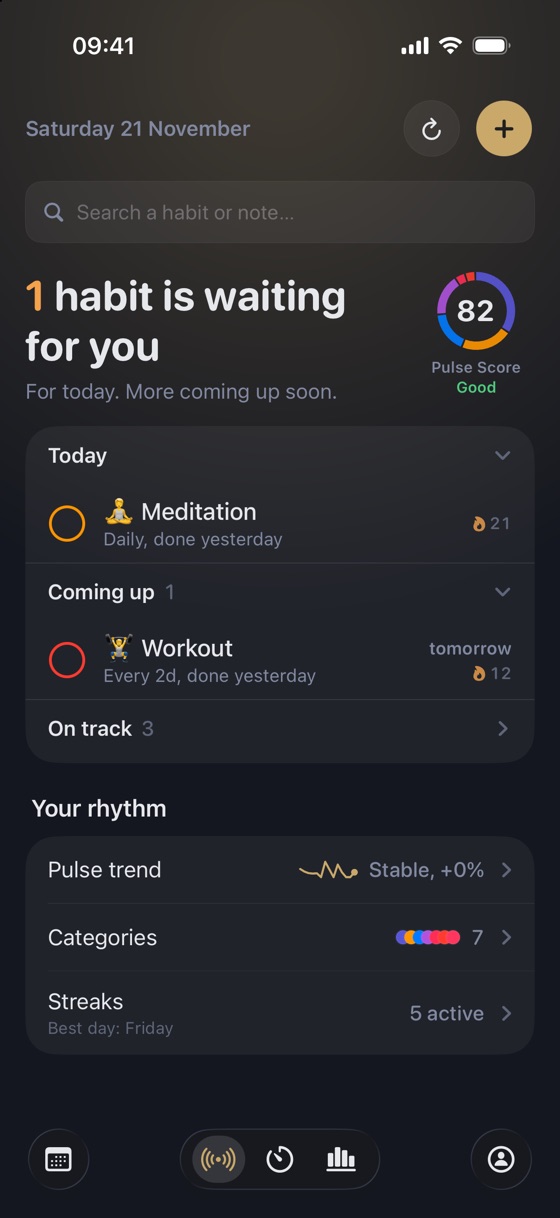 09:41
Saturday 21 November
Search a habit or note...
1 habit is waiting
for you
For today. More coming up soon.
82
Pulse Score
Good
Today
Meditation
21
Daily, done yesterday
Coming up 1
Workout
tomorrow
Every 2d, done yesterday
12
On track 3
Your rhythm
Pulse trend
Stable, +0%
Categories
7
Streaks
Best day: Friday
5 active